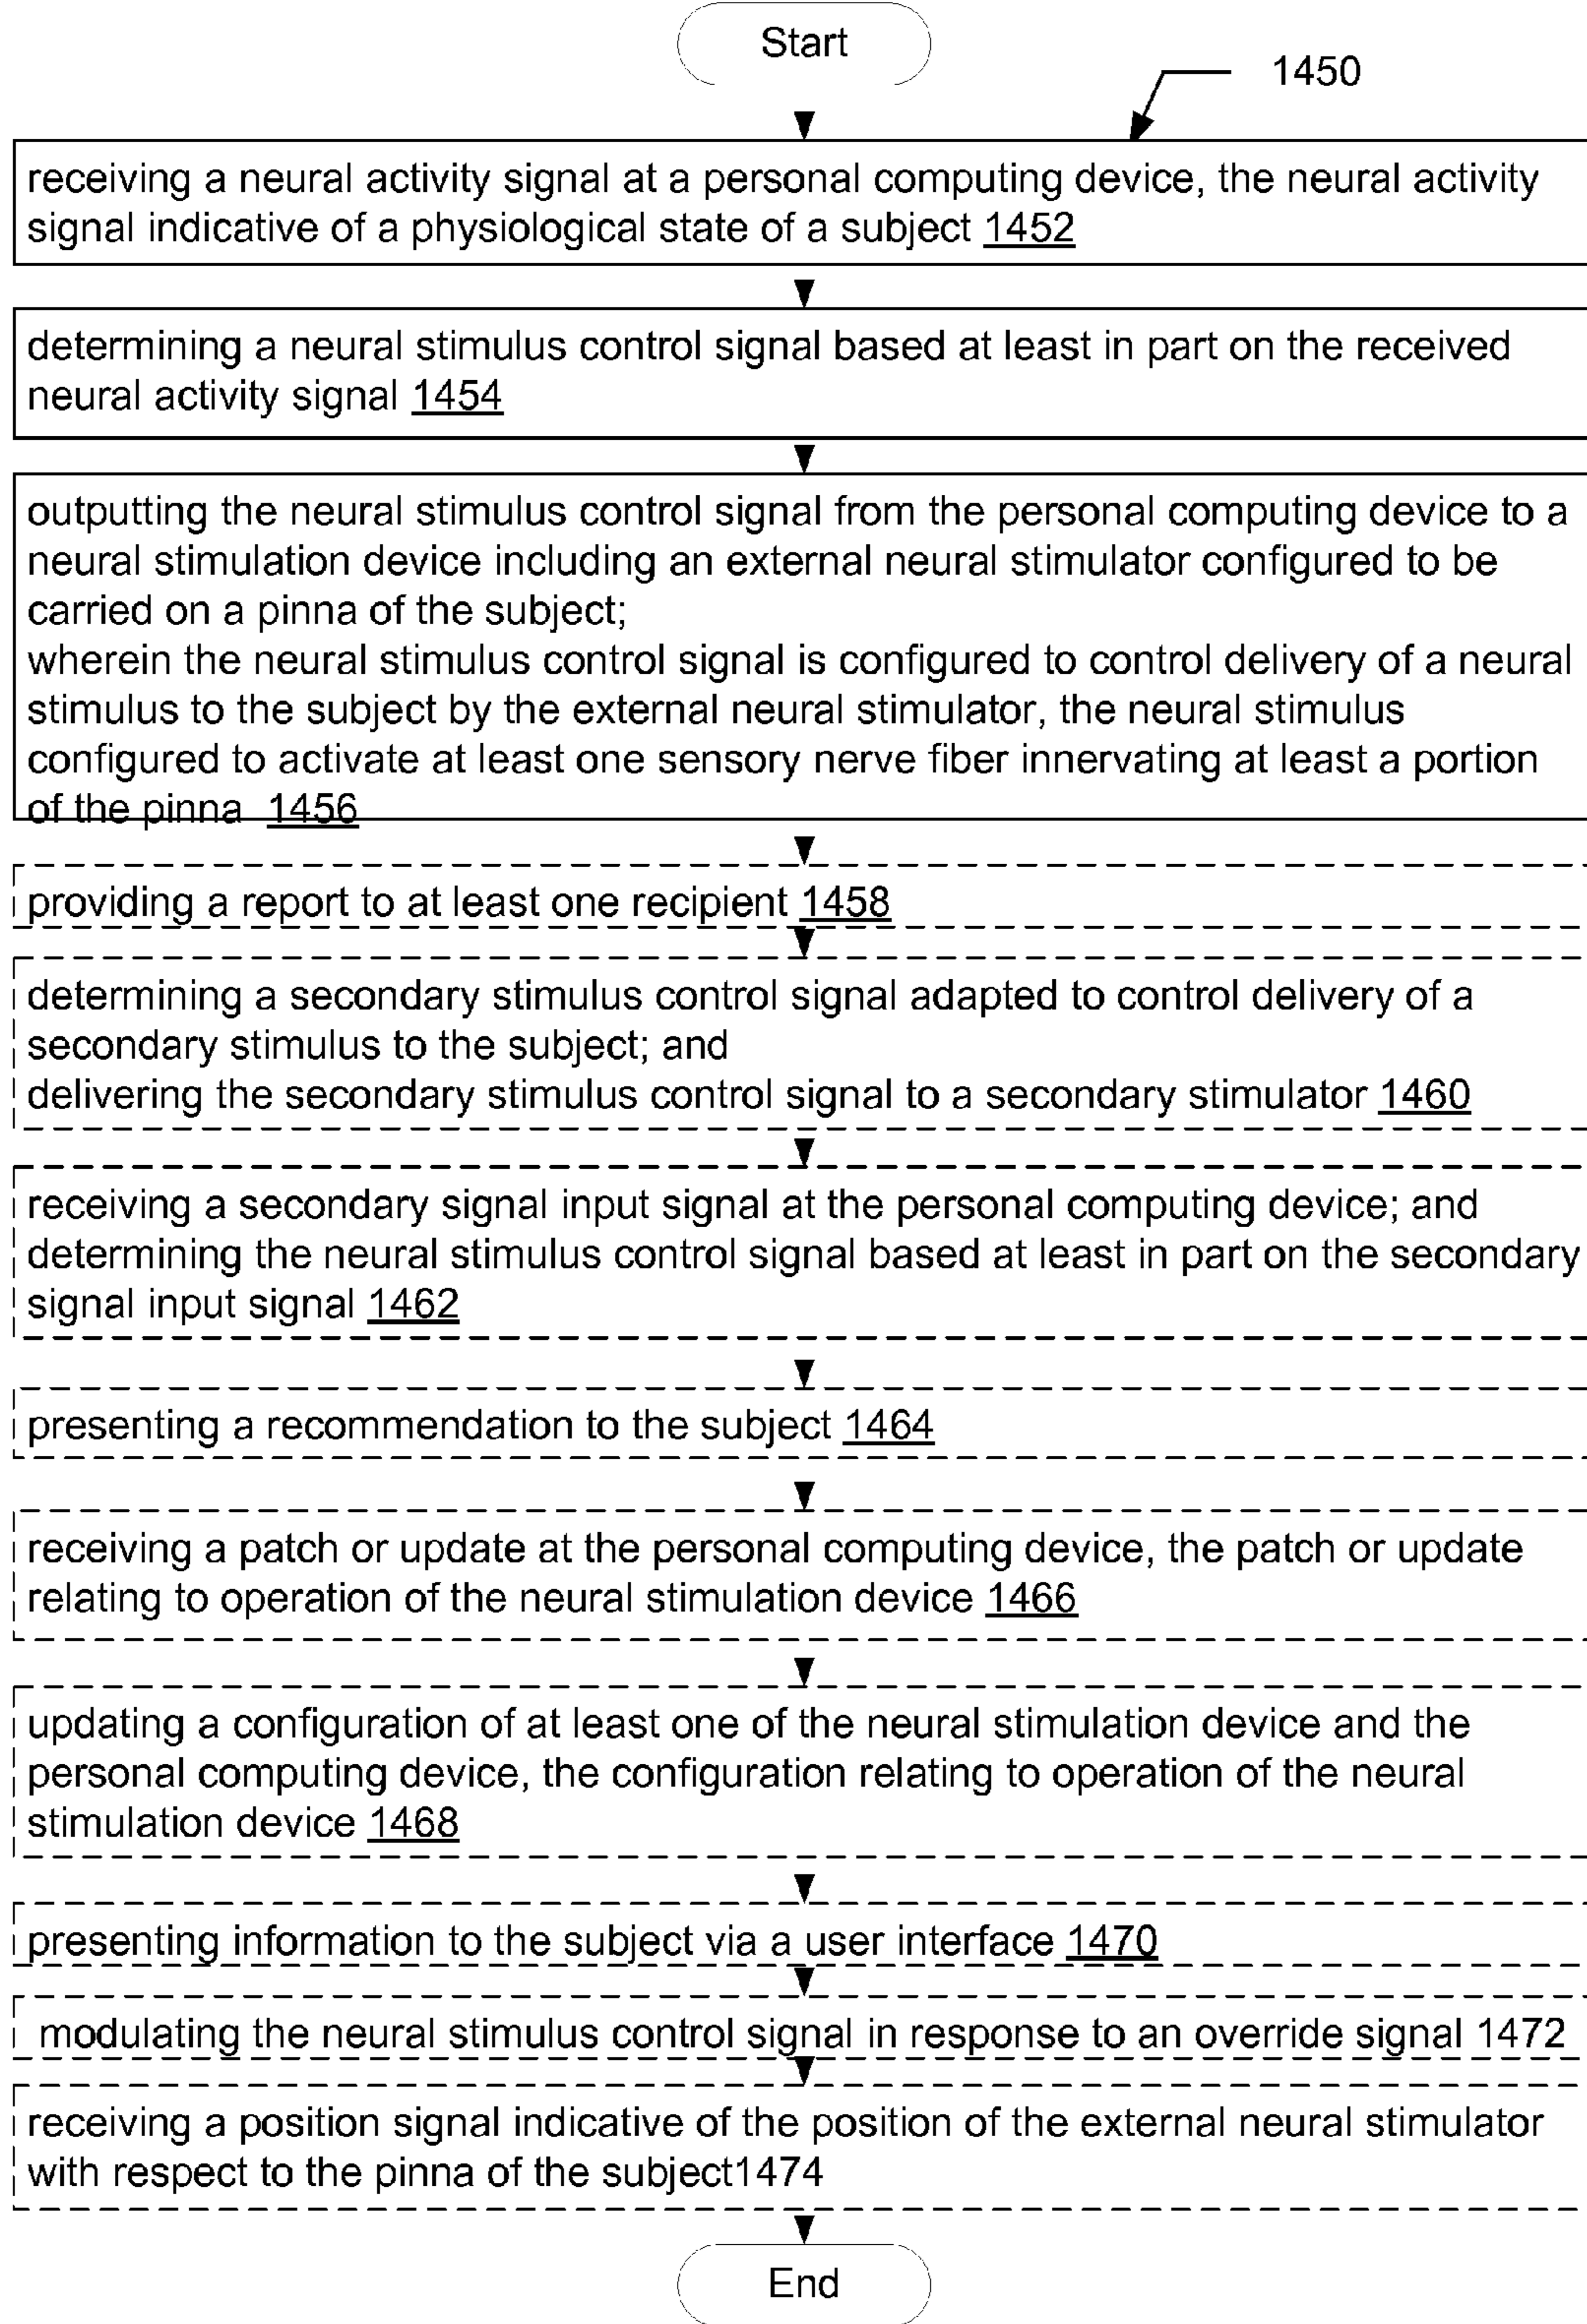 Start
1450
receiving a neural activity signal at a personal computing device, the neural activity
signal indicative of a physiological state of a subject 1452
determining a neural stimulus control signal based at least in part on the received
neural activity signal 1454
outputting the neural stimulus control signal from the personal computing device to a
neural stimulation device including an external neural stimulator configured to be
carried on a pinna of the subject;
wherein the neural stimulus control signal is configured to control delivery of a neural
stimulus to the subject by the external neural stimulator, the neural stimulus
configured to activate at least one sensory nerve fiber innervating at least a portion
of the pinna 1456
providing a report to at least one recipient 1458
determining a secondary stimulus control signal adapted to control delivery of a
secondary stimulus to the subject; and
delivering the secondary stimulus control signal to a secondary stimulator 1460
receiving a secondary signal input signal at the personal computing device; and
determining the neural stimulus control signal based at least in part on the secondary
signal input signal 1462
presenting a recommendation to the subject 1464
receiving a patch or update at the personal computing device, the patch or update
relating to operation of the neural stimulation device 1466
updating a configuration of at least one of the neural stimulation device and the
personal computing device, the configuration relating to operation of the neural
stimulation device 1468
presenting information to the subject via a user interface 1470
modulating the neural stimulus control signal in response to an override signal 1472
receiving a position signal indicative of the position of the external neural stimulator
with respect to the pinna of the subject1474
End